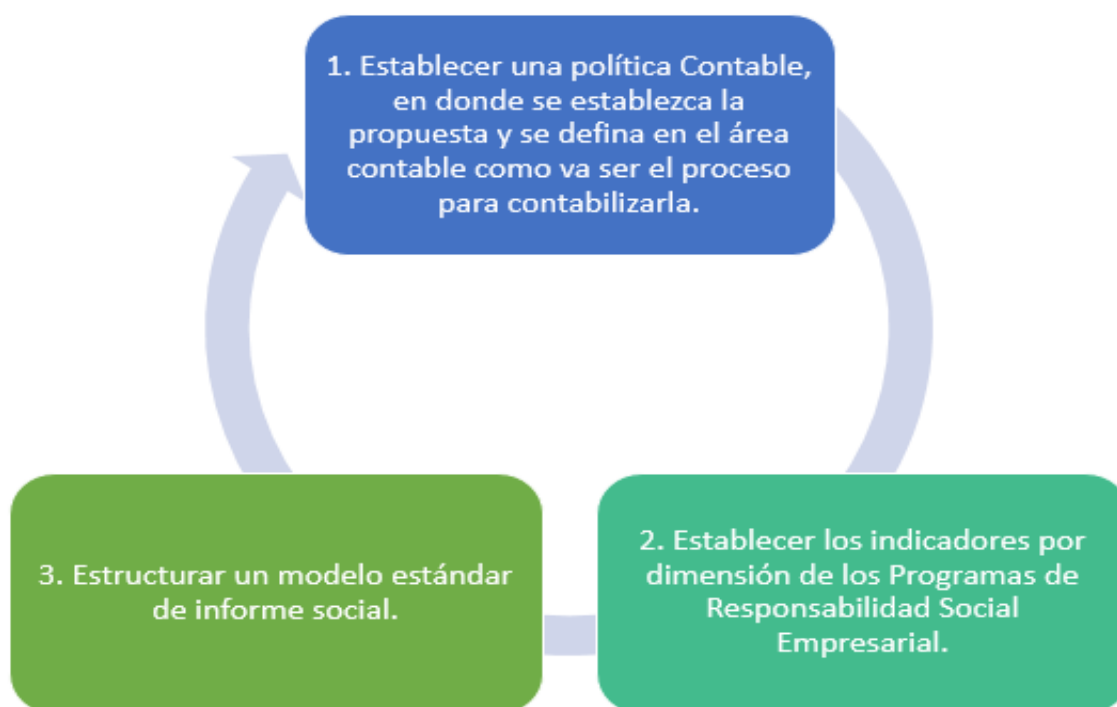 1. Establecer una política Contable,
en donde se establezca la
propuesta y se defina en el área
contable como va ser el proceso
para contabilizarla.
2. Establecer los indicadores por
dimensión de los Programas de
Responsabilidad Social
Empresarial.
3. Estructurar un modelo estándar
de informe social.